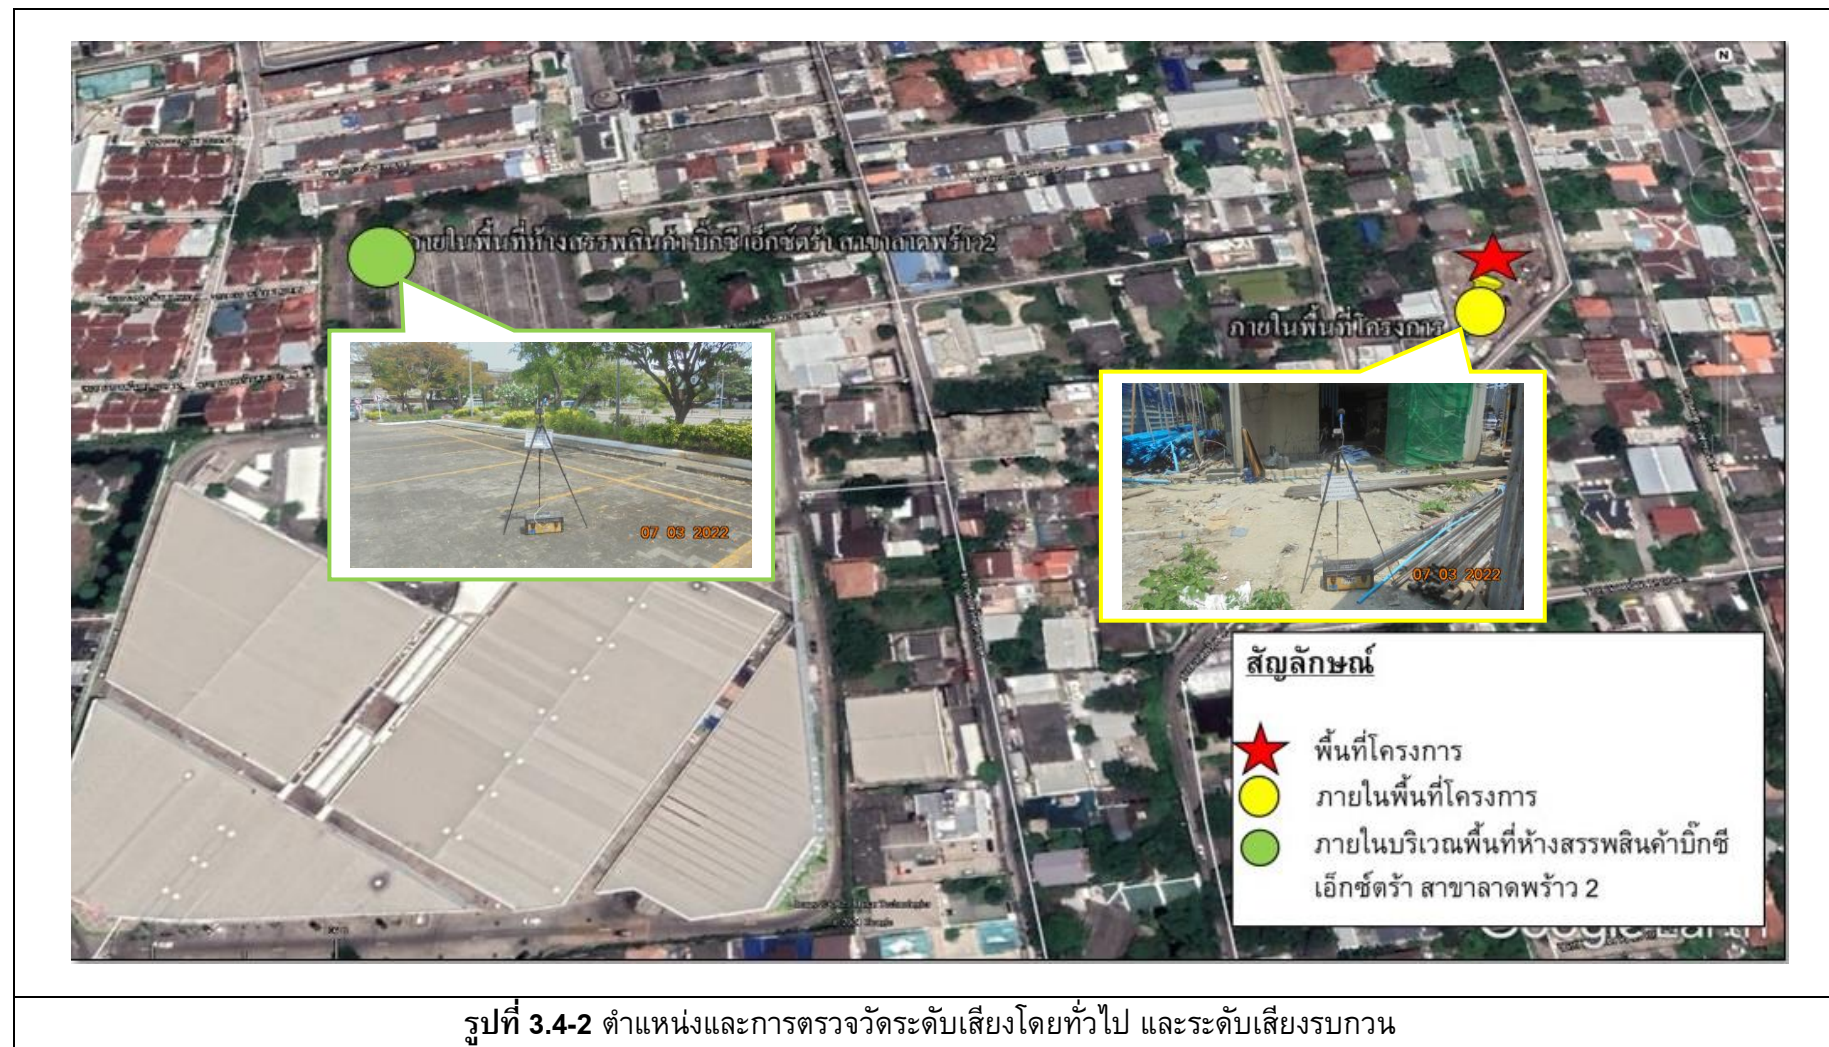 N
ภายในพื้นที่ห้างสรรพสินค้า บิ๊กซี เอ็กซ์ตร้า สาขาลาดพร้าว2
ภายในพื้นที่โครงการ
07 03 2022
07 03 2022
สัญลักษณ์
พื้นที่โครงการ
ภายในพื้นที่โครงการ
ภายในบริเวณพื้นที่ห้างสรรพสินค้าบิ๊กซี
เอ็กซ์ตร้า สาขาลาดพร้าว 2
Google Earth
รูปที่ 3.4-2 ตำแหน่งและการตรวจวัดระดับเสียงโดยทั่วไป และระดับเสียงรบกวน